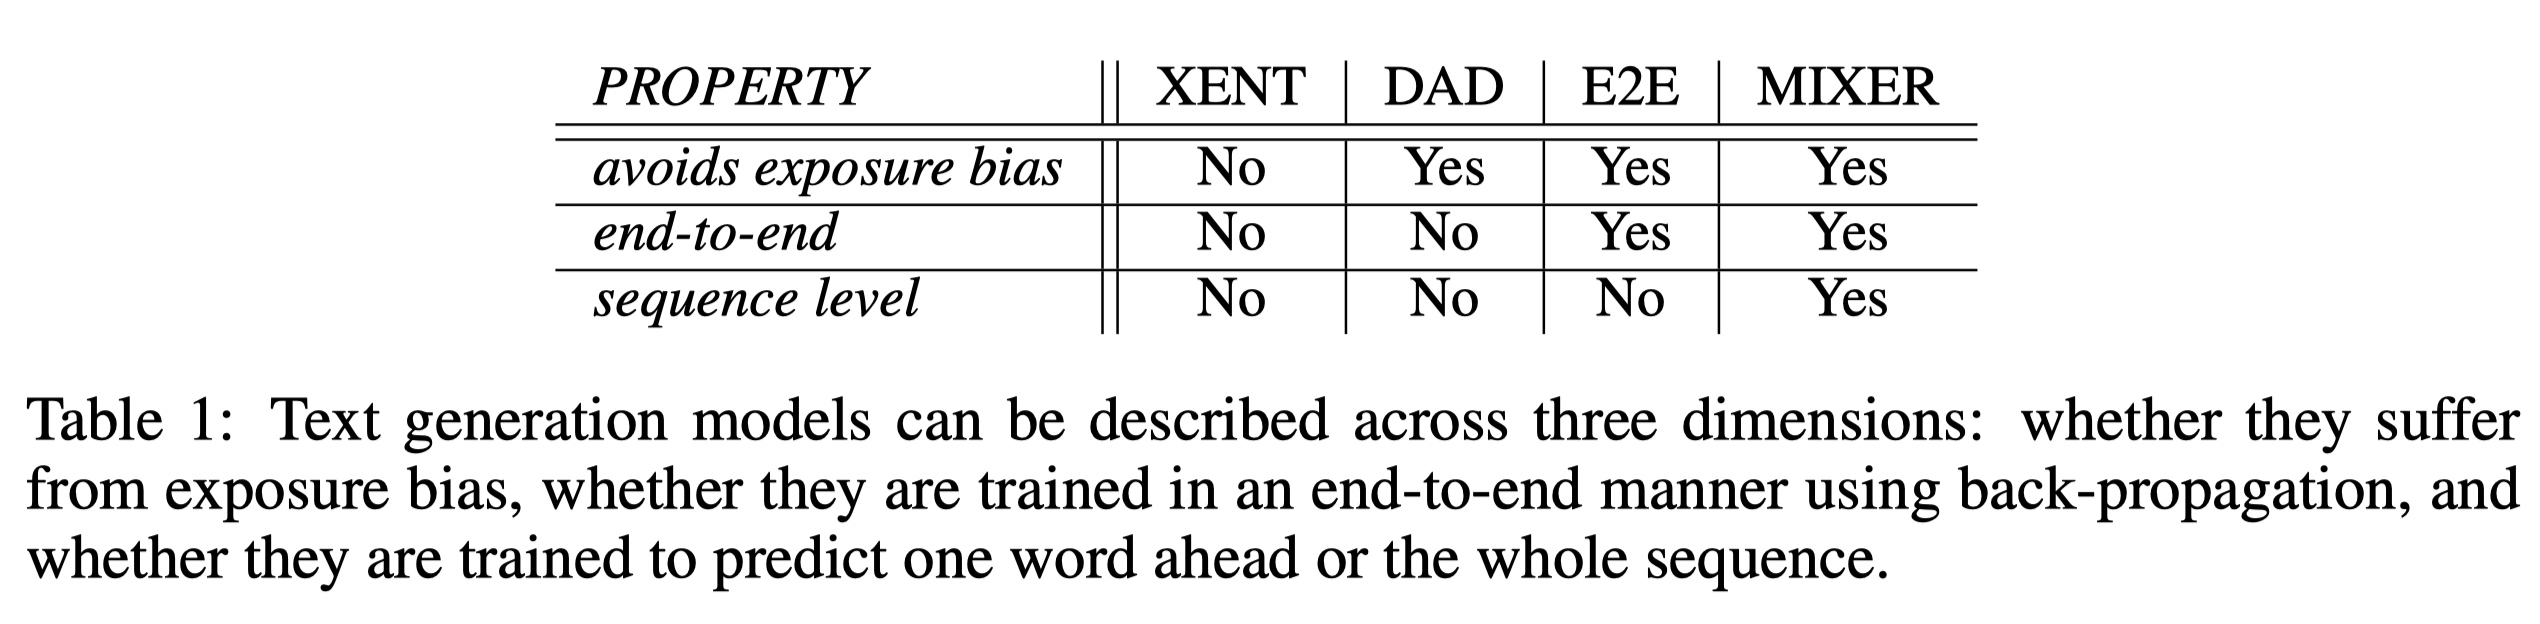 PROPERTY XENT DAD E2E MIXER
avoids exposure bias No Yes Yes Yes
end-to-end No No Yes Yes
sequence level No No No Yes
Table 1: Text generation models can be described across three dimensions: whether they suffer
from exposure bias, whether they are trained in an end-to-end manner using back-propagation, and
whether they are trained to predict one word ahead or the whole sequence.